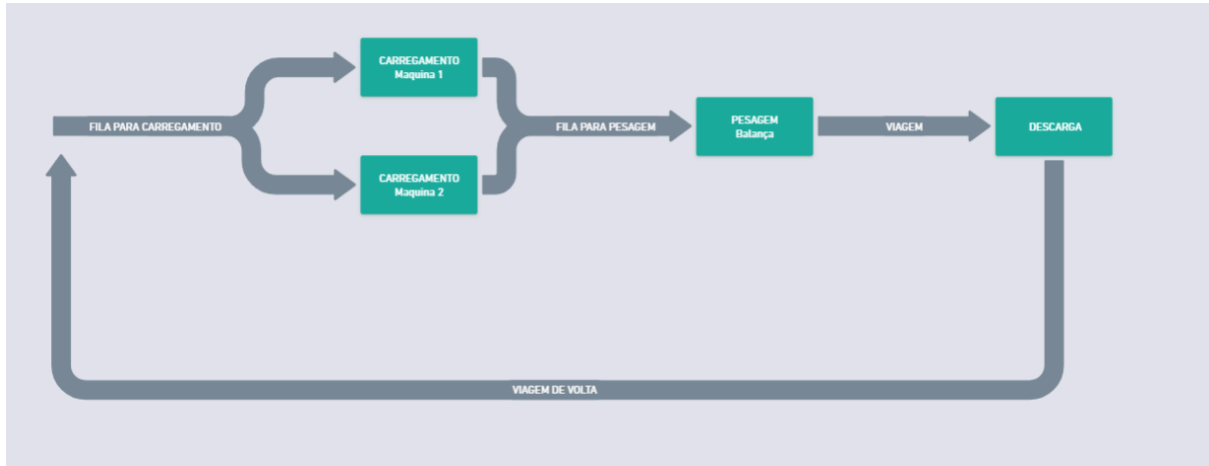 FILA PARA CARREGAMENTO
CARREGAMENTO
Maquina 1
CARREGAMENTO
Maquina 2
FILA PARA PESAGEM
PESAGEM
Balança
VIAGEM
DESCARGA
VIAGEM DE VOLTA